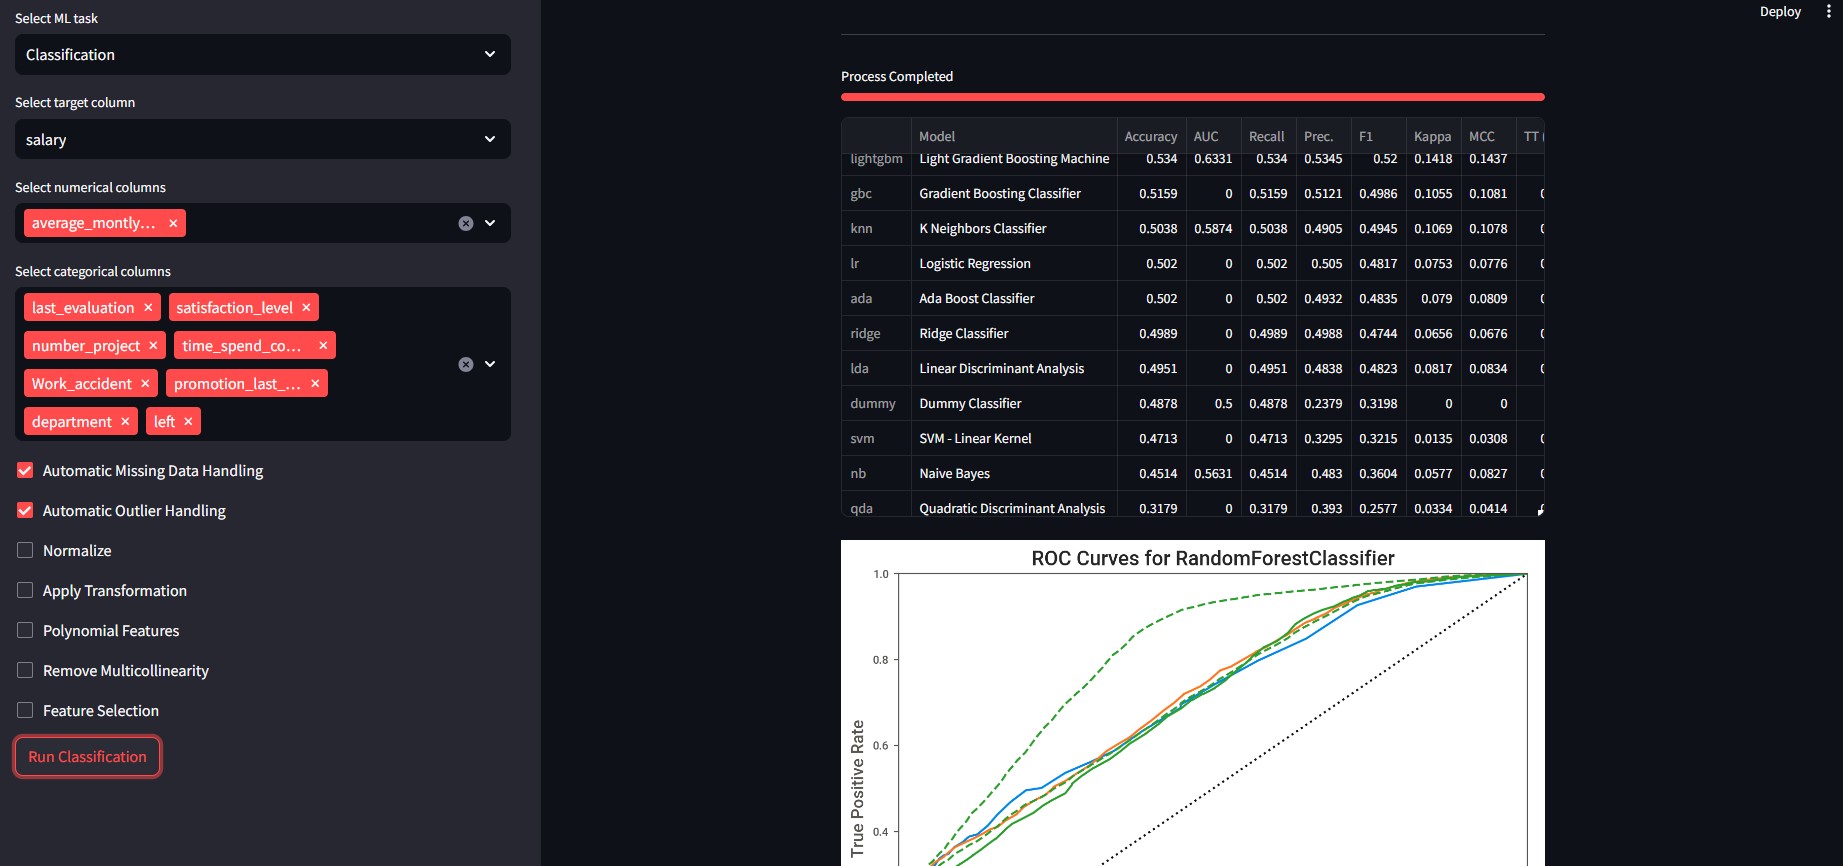 Select ML task
Classification
Select target column
salary
Select numerical columns
average_montly...
Select categorical columns
last_evaluation satisfaction_level
number_project time_spend_co...
Work_accident promotion_last_...
department left
Automatic Missing Data Handling
Automatic Outlier Handling
Normalize
Apply Transformation
Polynomial Features
Remove Multicollinearity
Feature Selection
Run Classification
Deploy
Process Completed
Model Accuracy AUC Recall Prec. F1 Kappa MCC TT
lightgbm Light Gradient Boosting Machine 0.534 0.6331 0.534 0.5345 0.52 0.1418 0.1437
gbc Gradient Boosting Classifier 0.5159 0 0.5159 0.5121 0.4986 0.1055 0.1081
knn K Neighbors Classifier 0.5038 0.5874 0.5038 0.4905 0.4945 0.1069 0.1078
lr Logistic Regression 0.502 0 0.502 0.505 0.4817 0.0753 0.0776
ada Ada Boost Classifier 0.502 0 0.502 0.4932 0.4835 0.079 0.0809
ridge Ridge Classifier 0.4989 0 0.4989 0.4988 0.4744 0.0656 0.0676
lda Linear Discriminant Analysis 0.4951 0 0.4951 0.4838 0.4823 0.0817 0.0834
dummy Dummy Classifier 0.4878 0.5 0.4878 0.2379 0.3198 0 0
svm SVM - Linear Kernel 0.4713 0 0.4713 0.3295 0.3215 0.0135 0.0308
nb Naive Bayes 0.4514 0.5631 0.4514 0.483 0.3604 0.0577 0.0827
qda Quadratic Discriminant Analysis 0.3179 0 0.3179 0.393 0.2577 0.0334 0.0414
ROC Curves for RandomForestClassifier
1.0
0.8
0.6
0.4
True Positive Rate